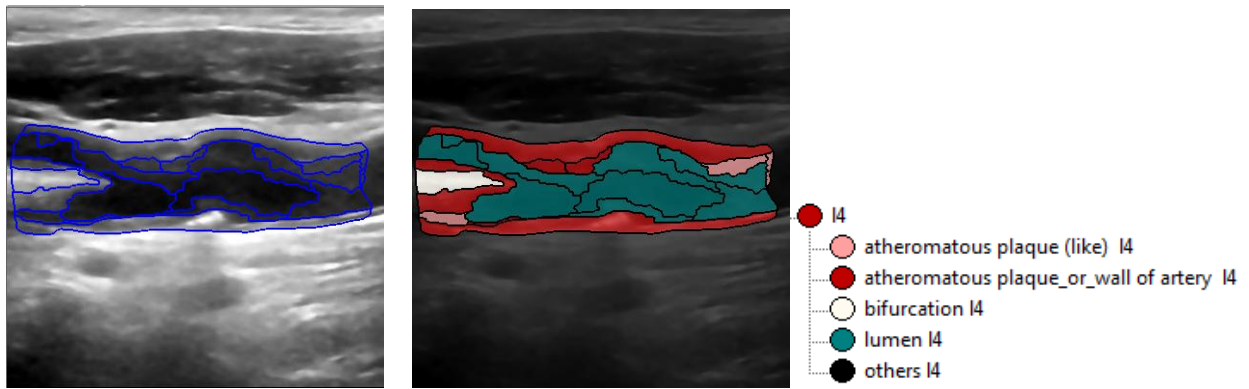 l4
atheromatous plaque (like)  l4
atheromatous plaque_or_wall of artery  l4
bifurcation l4
lumen l4
others l4